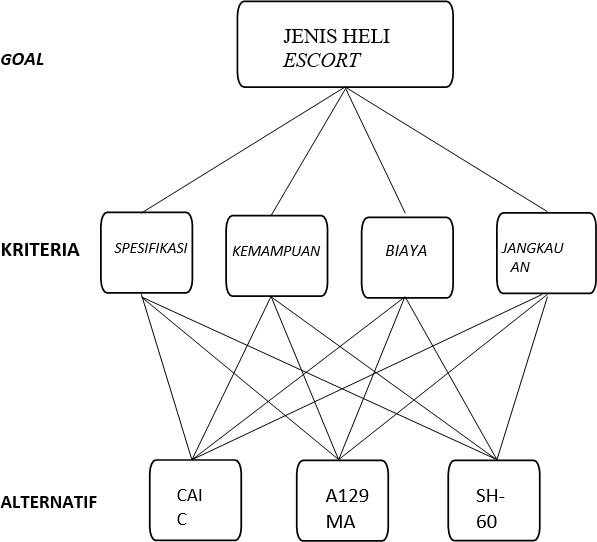 JENIS HELI
ESCORT
GOAL
KRITERIA
SPESIFIKASI
KEMAMPUAN
BIAYA
JANGKAU
AN
ALTERNATIF
CAI
C
A129
MA
SH-
60